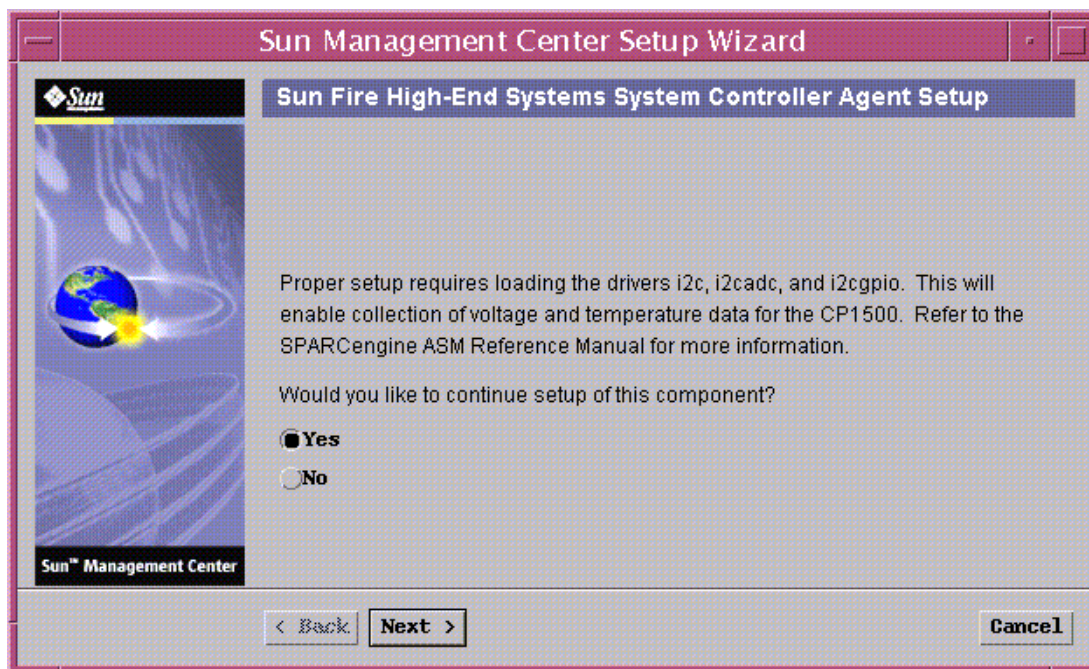 Sun Management Center Setup Wizard
Sun
Sun Fire High-End Systems System Controller Agent Setup
Proper setup requires loading the drivers i2c, i2cadc, and i2cgpio. This will
enable collection of voltage and temperature data for the CP1500. Refer to the
SPARCengine ASM Reference Manual for more information.
Would you like to continue setup of this component?
Yes
No
Sun™ Management Center
< Back
Next >
Cancel